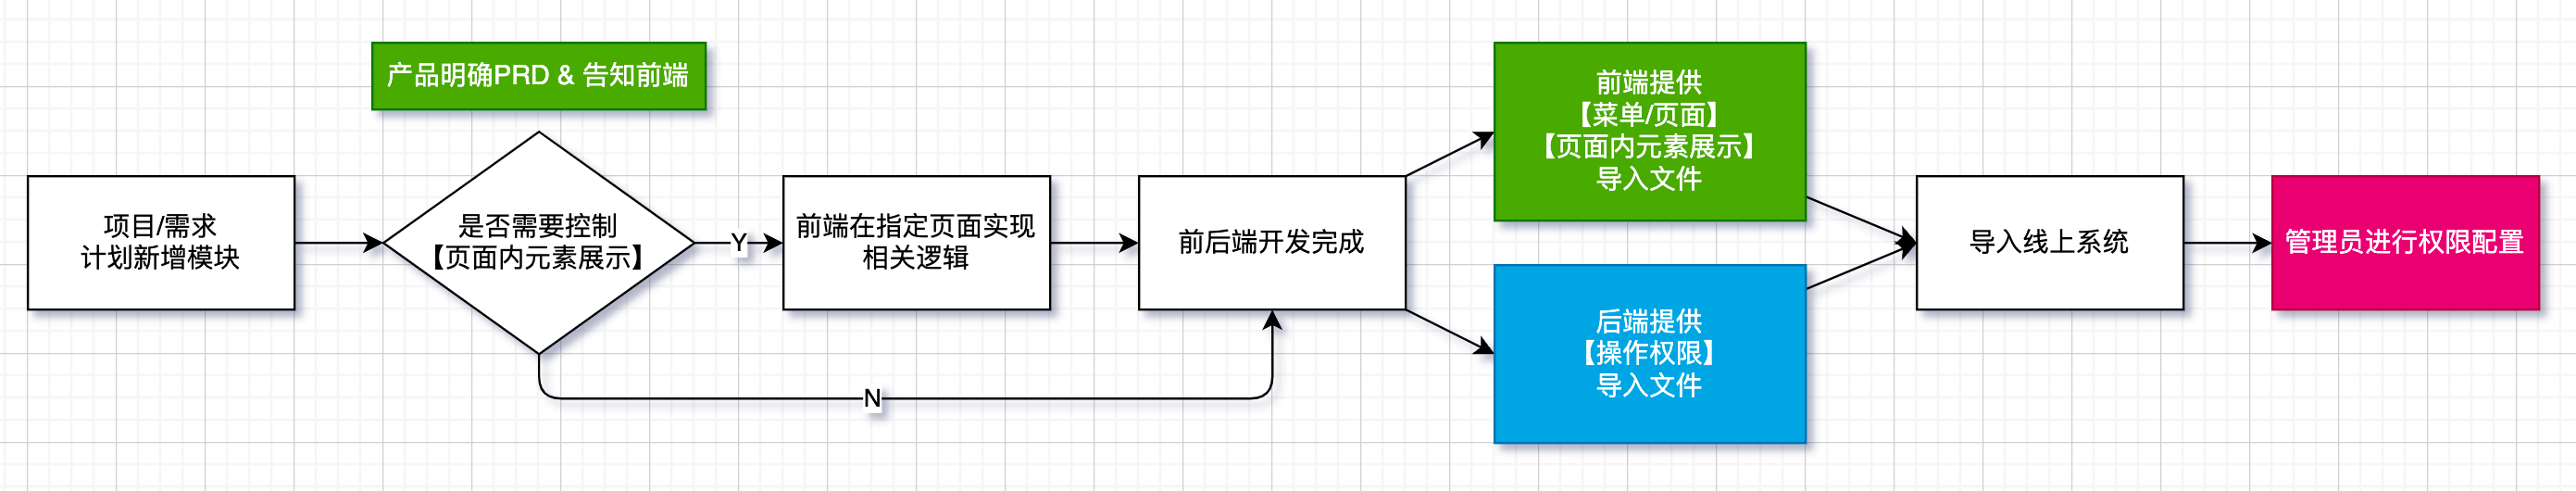 产品明确PRD & 告知前端
项目/需求
计划新增模块
是否需要控制
【页面内元素展示】
Y
前端在指定页面实现
相关逻辑
N
前后端开发完成
前端提供
【菜单/页面】
【页面内元素展示】
导入文件
后端提供
【操作权限】
导入文件
导入线上系统
管理员进行权限配置